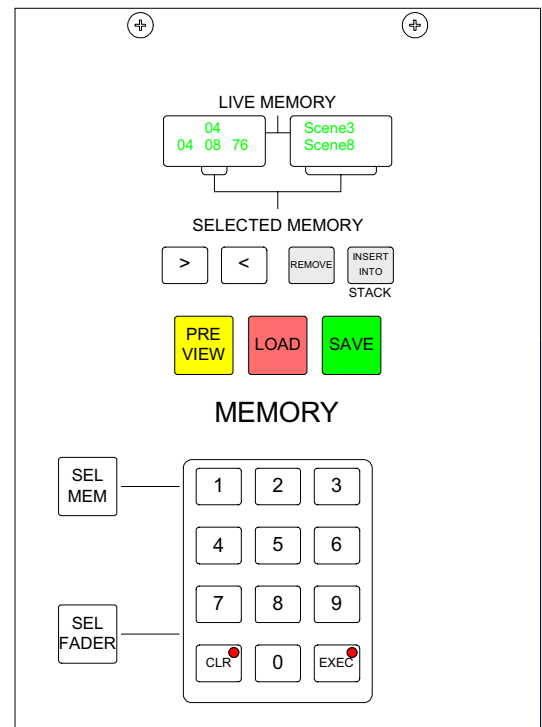 LIVE MEMORY
04
04 08 76
Scene3
Scene8
SELECTED MEMORY
>
<
REMOVE
INSERT
INTO
STACK
PRE
VIEW
LOAD
SAVE
MEMORY
SEL
MEM
1 2 3
4 5 6
7 8 9
SEL
FADER
CLR 0 EXEC